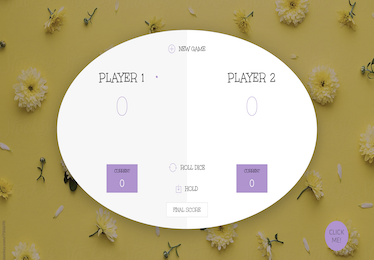 NEW GAME
PLAYER 1
PLAYER 2
0
0
ROLL DICE
CURRENT
0
CURRENT
0
HOLD
FINAL SCORE
CLICK
ME!